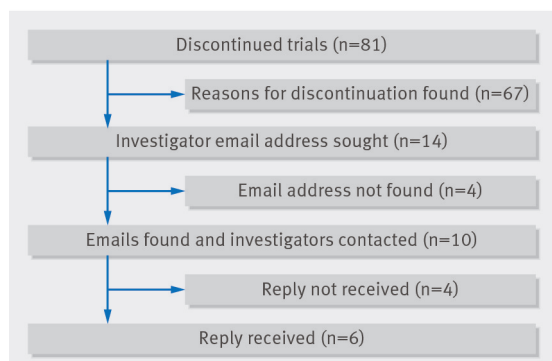 Discontinued trials (n=81)
Reasons for discontinuation found (n=67)
Investigator email address sought (n=14)
Email address not found (n=4)
Emails found and investigators contacted (n=10)
Reply not received (n=4)
Reply received (n=6)